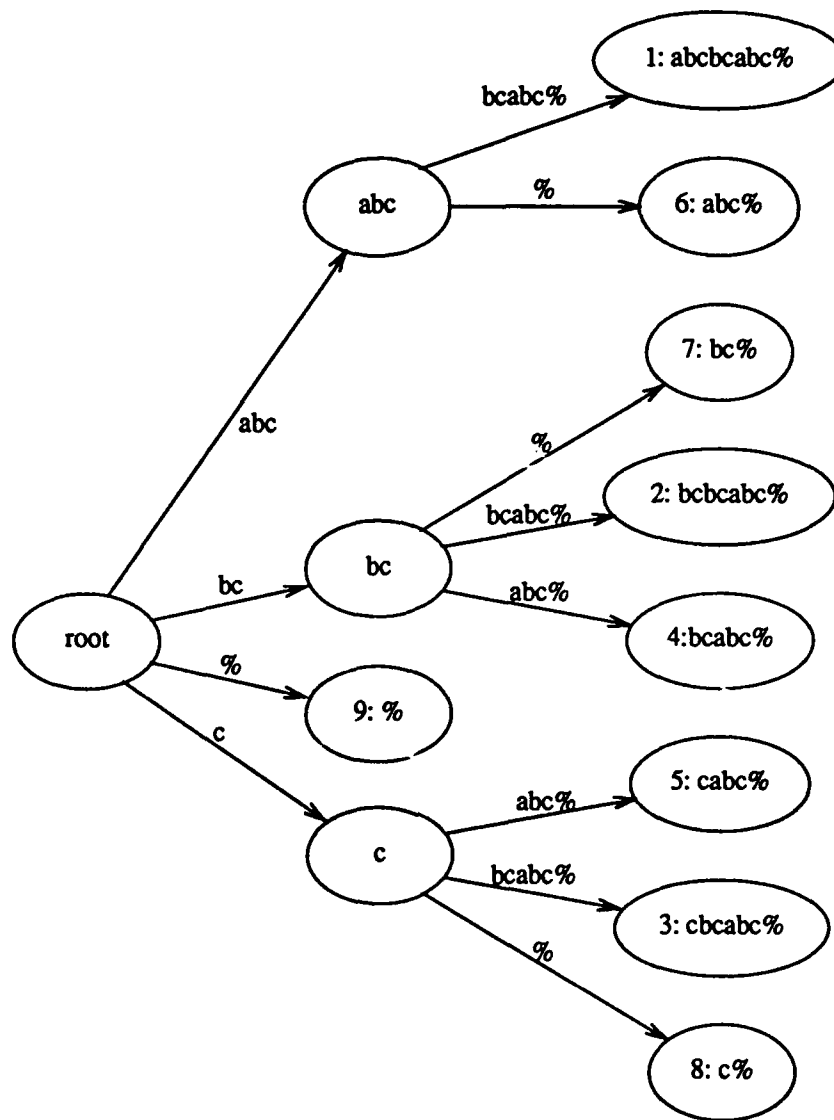 1: abcbcabc%
bcabc%
abc
%
6: abc%
7: bc%
abc
%
2: bcbcabc%
bcabc%
bc
bc
abc%
root
4:bcabc%
%
9: %
c
5: cabc%
abc%
c
bcabc%
3: cbcabc%
%
8: c%